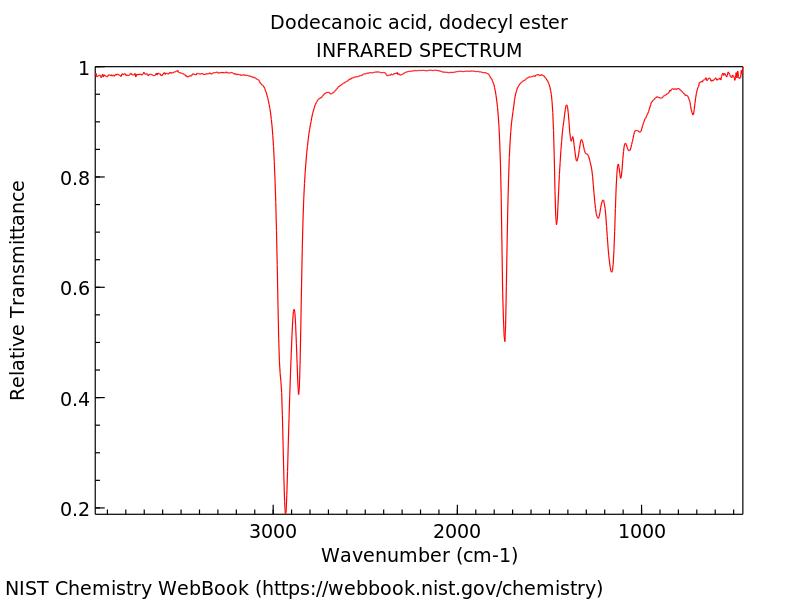 Dodecanoic acid, dodecyl ester
INFRARED SPECTRUM
1
0.8
0.6
0.4
0.2
Relative Transmittance
3000 2000 1000
Wavenumber (cm-1)
NIST Chemistry WebBook (https://webbook.nist.gov/chemistry)